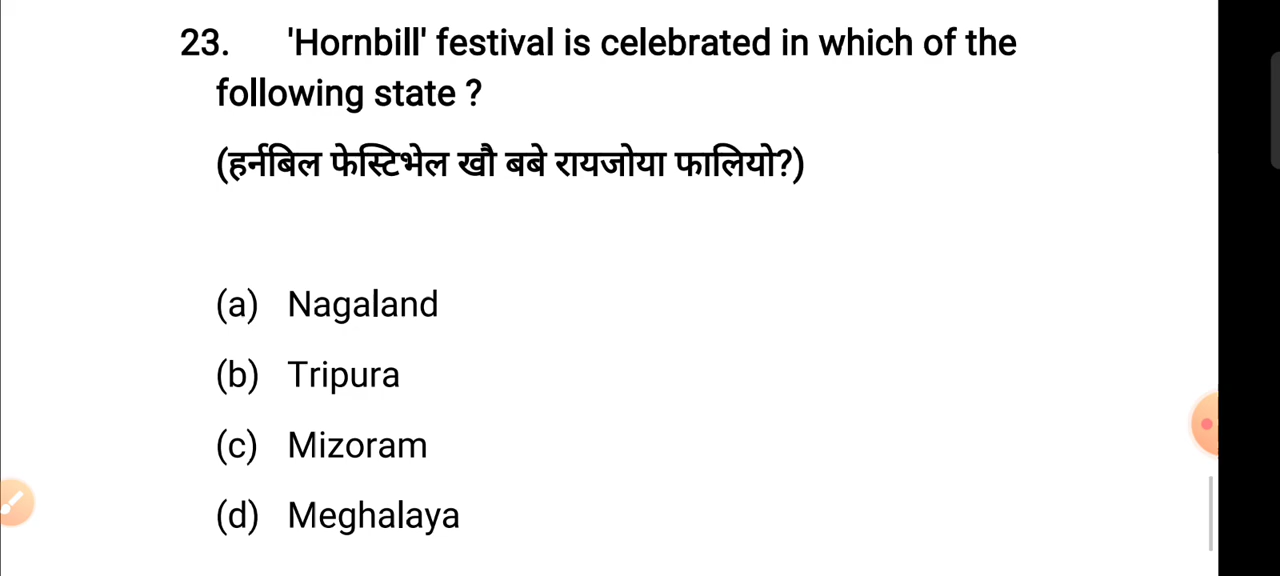 23. 'Hornbill' festival is celebrated in which of the
following state ?
(हर्नबिल फेस्टिभेल खौ बबे रायजोया फालियो?)
(a) Nagaland
(b) Tripura
(c) Mizoram
(d) Meghalaya